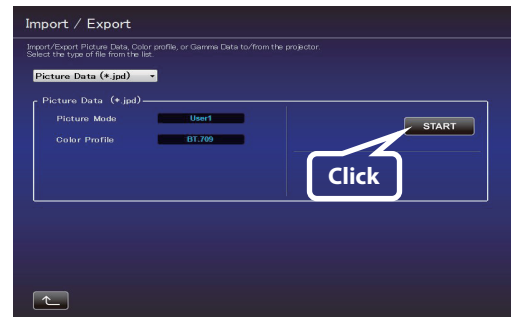 Import / Export
Import/Export Picture Data, Color profile, or Gamma Data to/from the projector.
Select the type of file from the list.
Picture Data (*.jpd)
Picture Data (*.jpd)
Picture Mode User1
Color Profile BT.709
START
Click